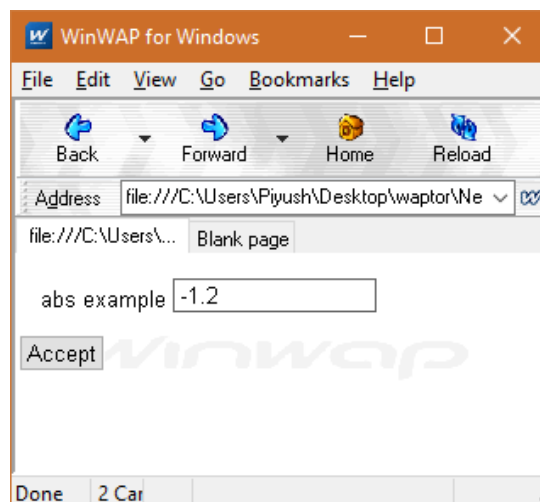 WinWAP for Windows
File Edit View Go Bookmarks Help
Back Forward Home Reload
Address file:///C:\Users\Piyush\Desktop\waptor\Ne
file:///C:\Users\... Blank page
abs example -1.2
Accept
Winwap
Done 2 Car